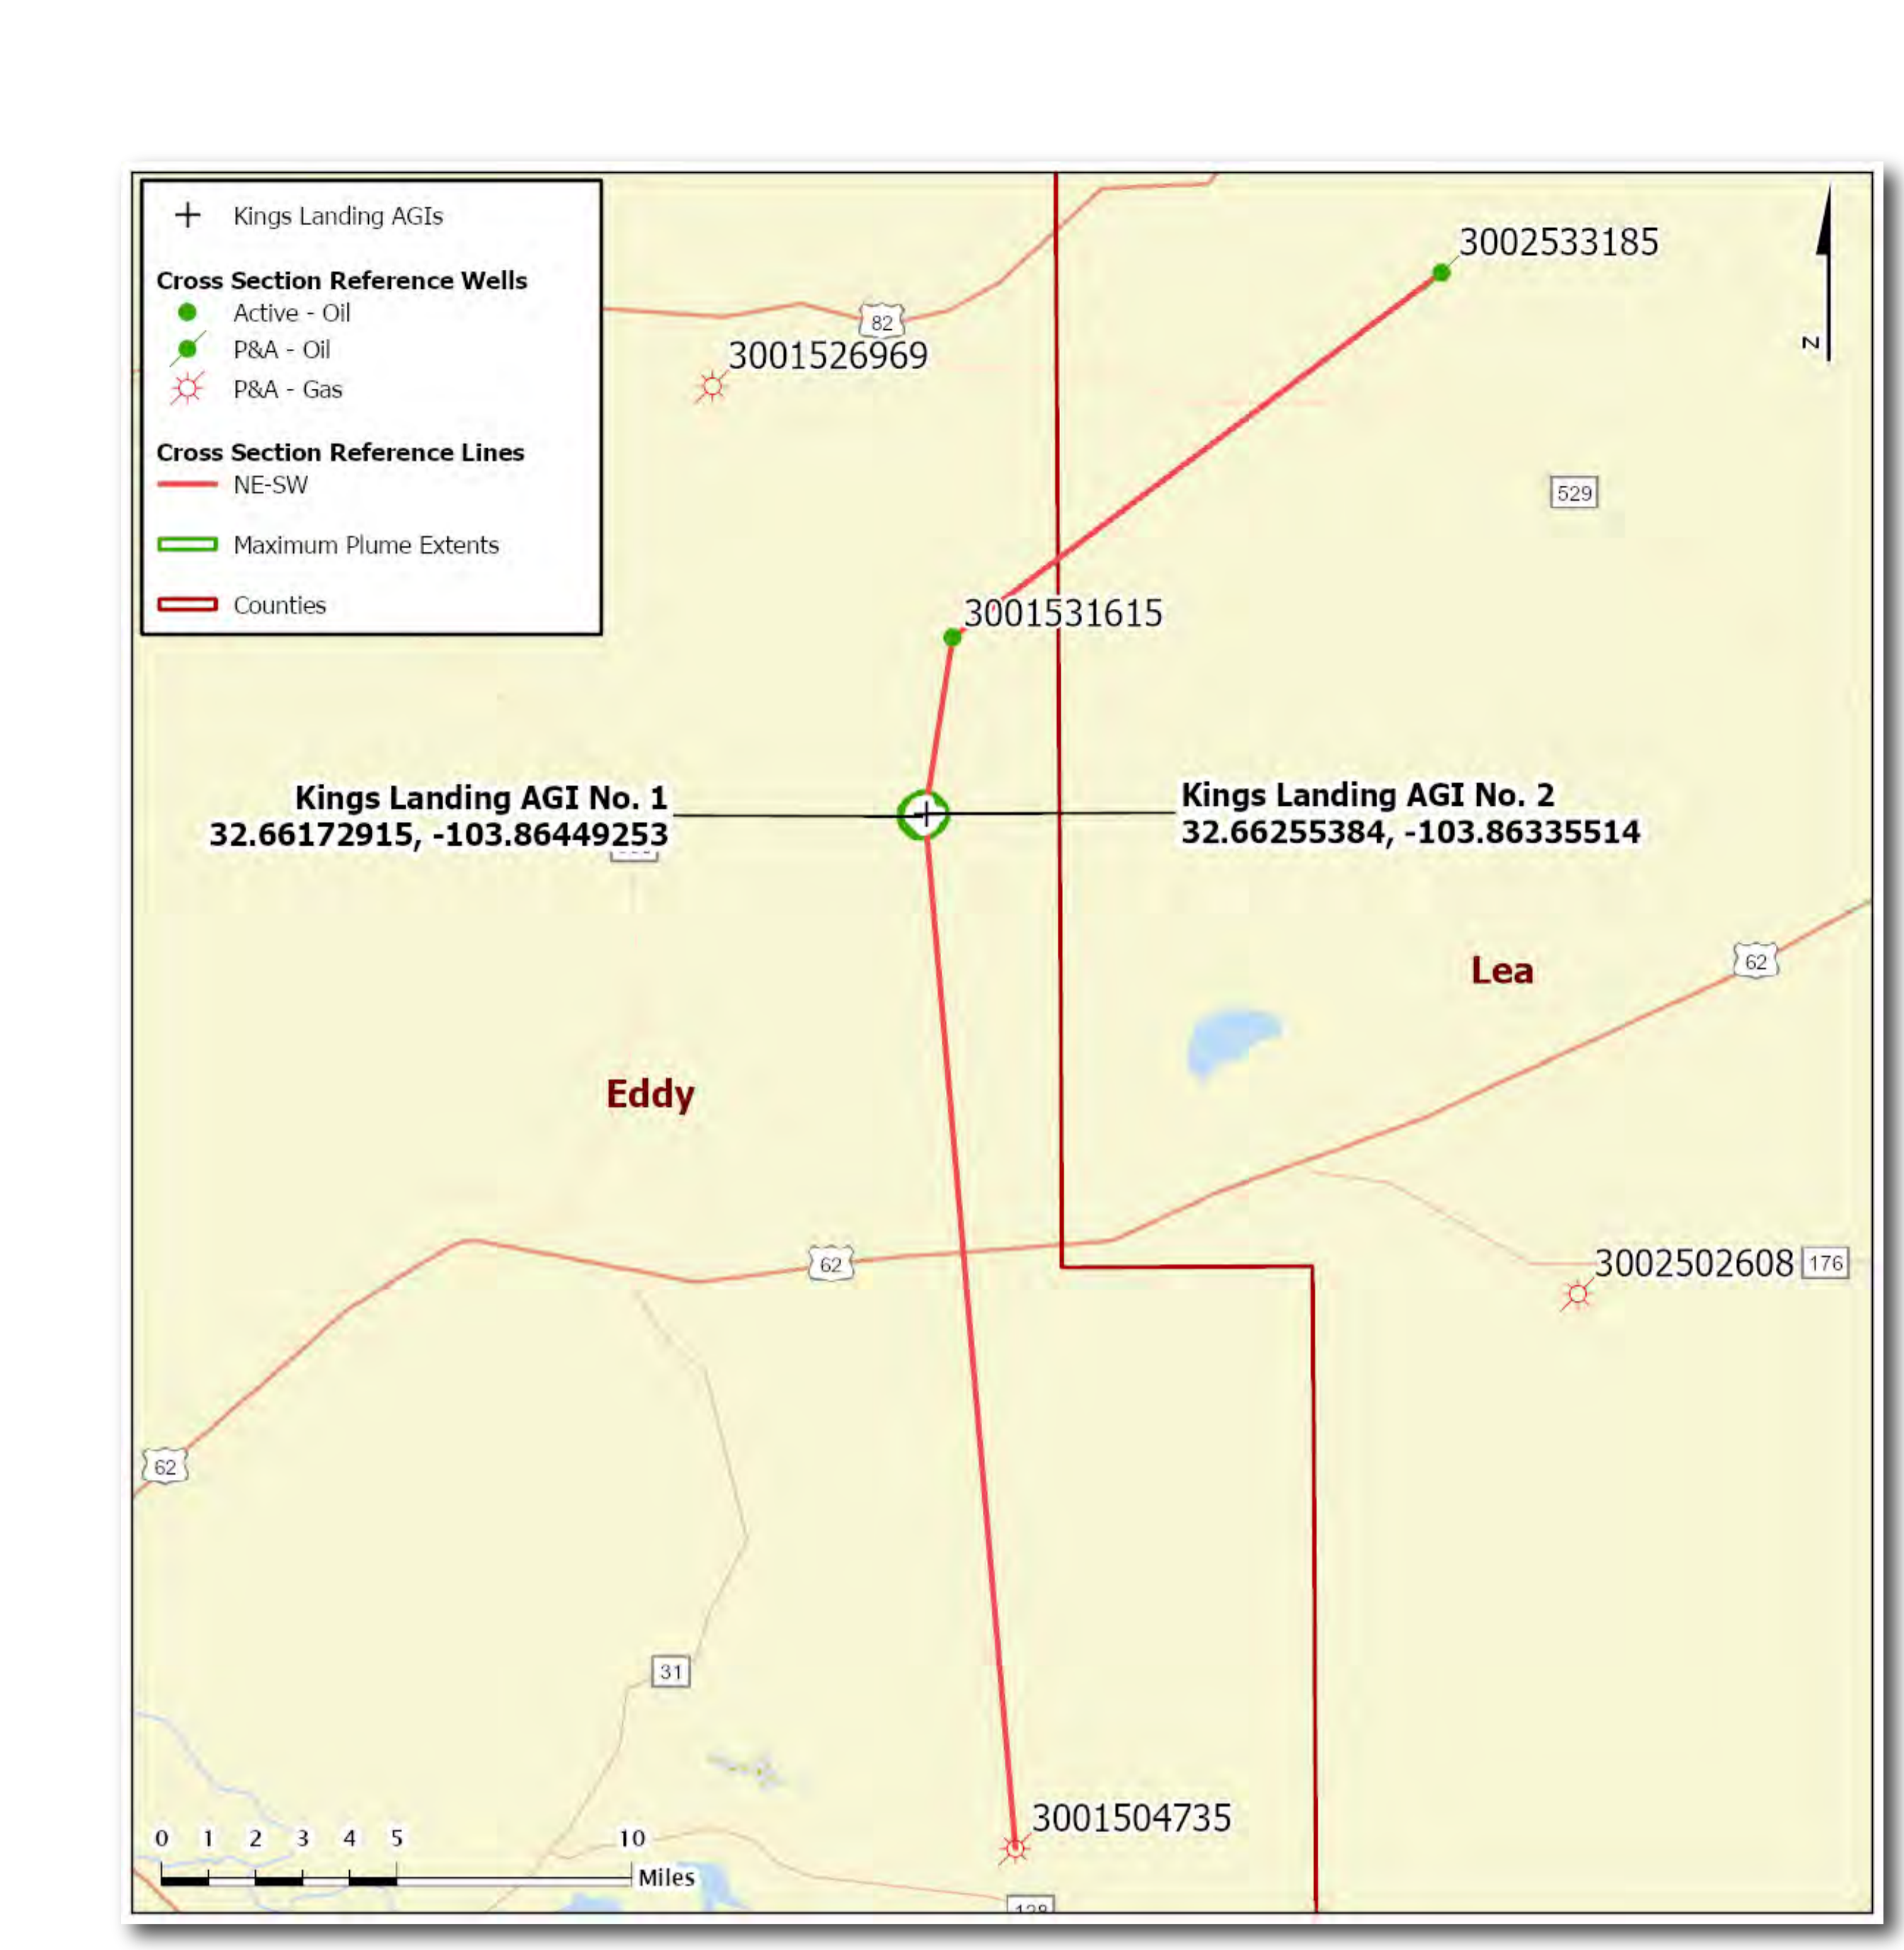 Kings Landing AGIs
Cross Section Reference Wells
Active - Oil
P&A - Oil
P&A - Gas
Cross Section Reference Lines
NE-SW
Maximum Plume Extents
Counties
3002533185
82
3001526969
N
529
3001531615
Kings Landing AGI No. 1
32.66172915, -103.86449253
Kings Landing AGI No. 2
32.66255384, -103.86335514
Lea
62
Eddy
62
3002502608
176
62
31
3001504735
0 1 2 3 4 5 10
Miles